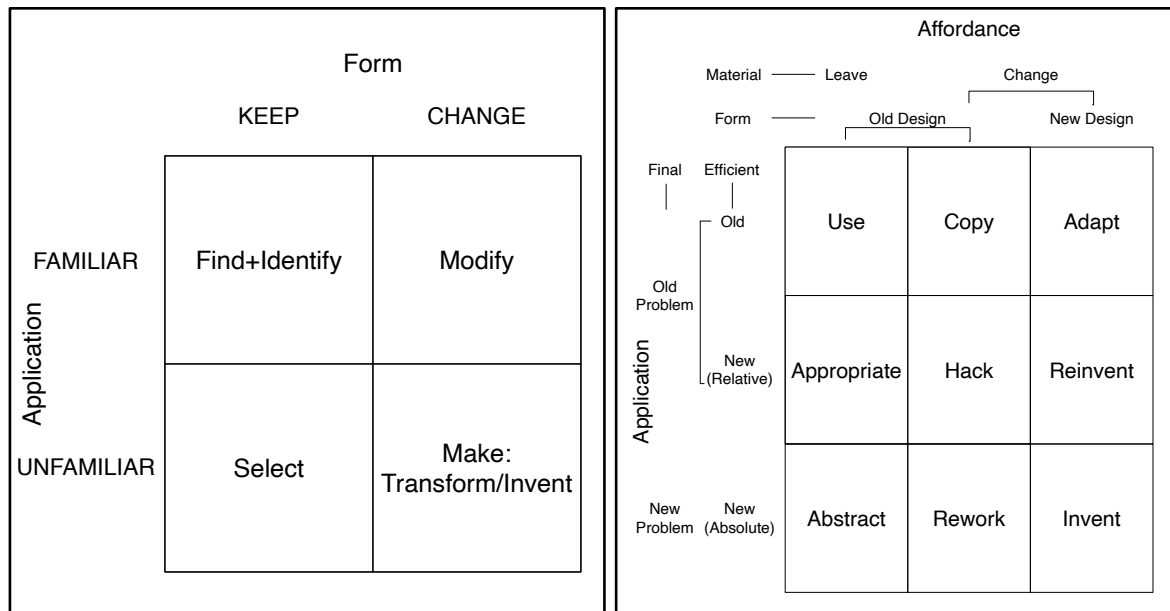 Form
KEEP CHANGE
FAMILIAR
Find+Identify Modify
Application
UNFAMILIAR
Select
Make:
Transform/Invent
Affordance
Material Leave Change
Form Old Design New Design
Final Efficient
Old
Use Copy Adapt
Old
Problem
Application
New
(Relative)
Appropriate Hack Reinvent
New
Problem
New
(Absolute)
Abstract Rework Invent